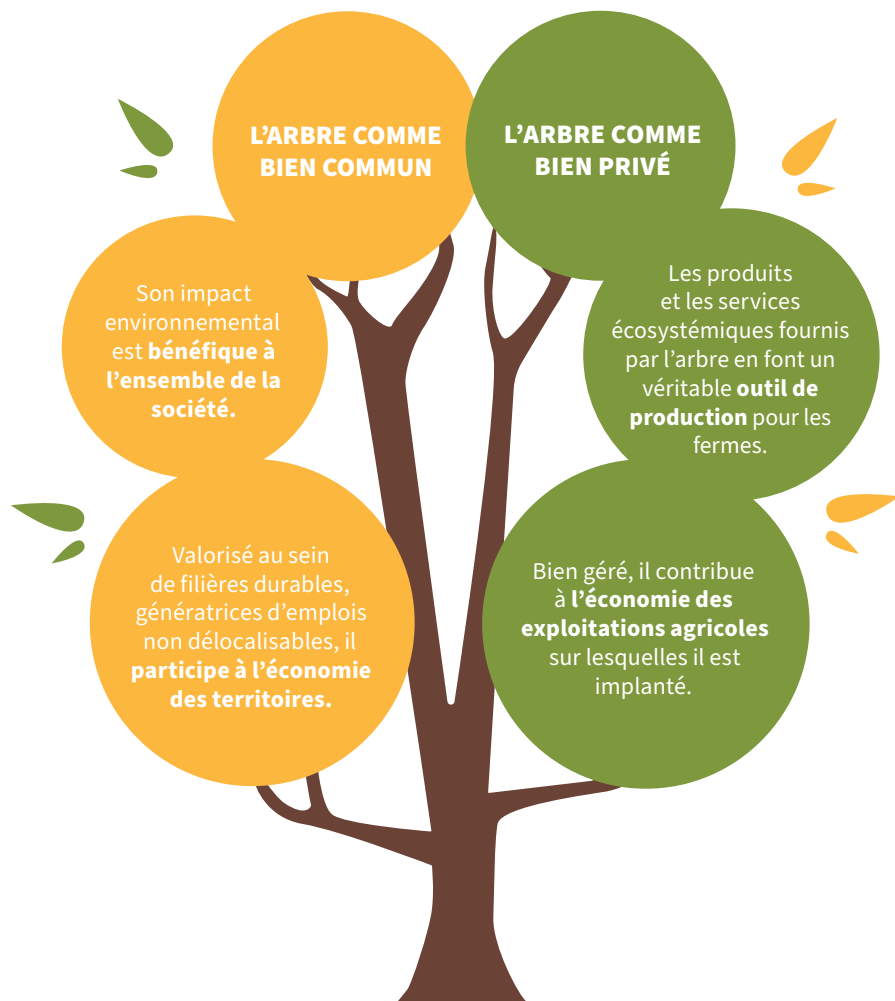 L'ARBRE COMME
BIEN COMMUN
Son impact
environnemental
est bénéfique à
l'ensemble de la
société.
Valorisé au sein
de filières durables,
génératrices d'emplois
non délocalisables, il
participe à l'économie
des territoires.
L'ARBRE COMME
BIEN PRIVÉ
Les produits
et les services
écosystémiques fournis
par l'arbre en font un
véritable outil de
production pour les
fermes.
Bien géré, il contribue
à l'économie des
exploitations agricoles
sur lesquelles il est
implanté.